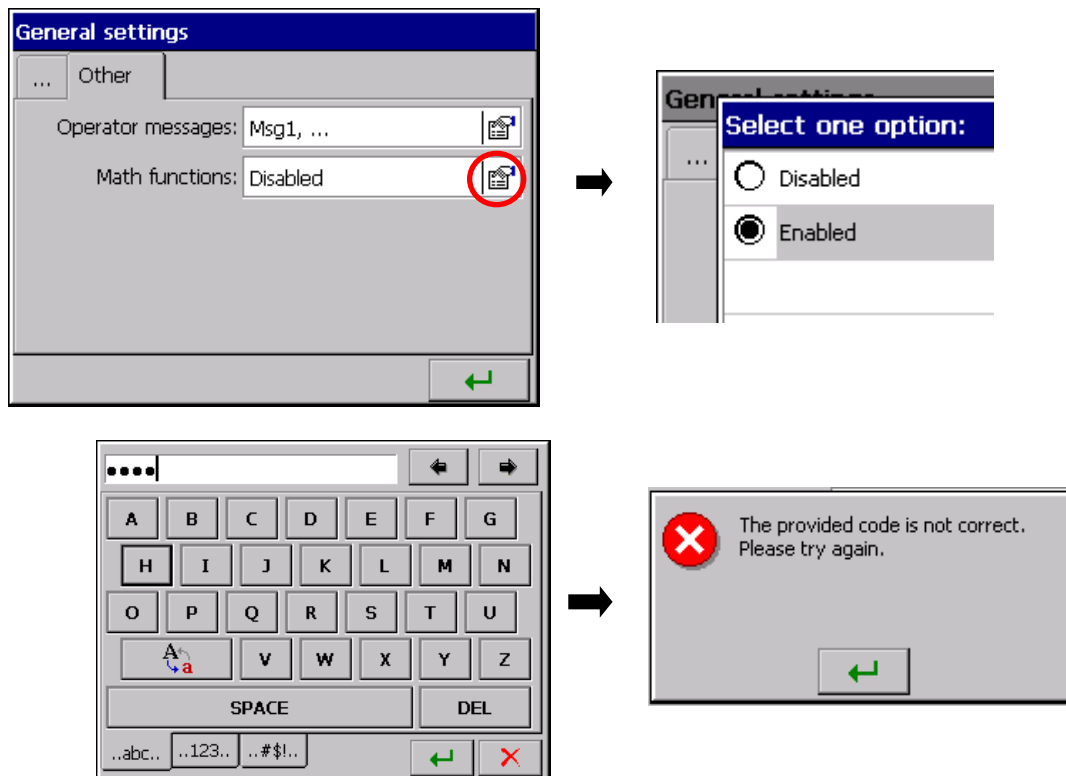 General settings
...
Other
Operator messages: Msg1, ...
Math functions: Disabled
Select one option:
...
Disabled
Enabled
••••
A B C D E F G
H I J K L M N
O P Q R S T U
A a V W X Y Z
SPACE DEL
..abc.. ..123.. ..#$!..
The provided code is not correct.
Please try again.